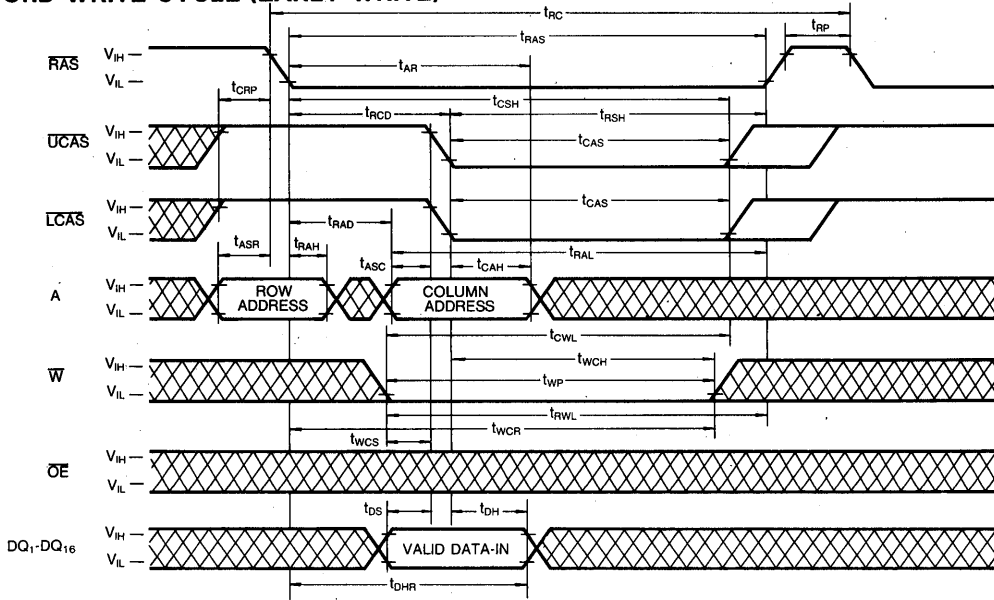 tRC
tRP
tRAS
RAS
VIH
VIL
tAR
tCRP
tCSH
tRCD
tRSH
UCAS
VIH
VIL
tCAS
LCAS
VIH
VIL
tCAS
tRAD
tRAL
tASR
tRAH
tASC
tCAH
A
VIH
VIL
ROW
ADDRESS
COLUMN
ADDRESS
tCWL
tWCH
W
VIH
VIL
tWP
tRWL
tWCR
tWCS
OE
VIH
VIL
tDS
tDH
DQ1-DQ16
VIH
VIL
VALID DATA-IN
tDHR